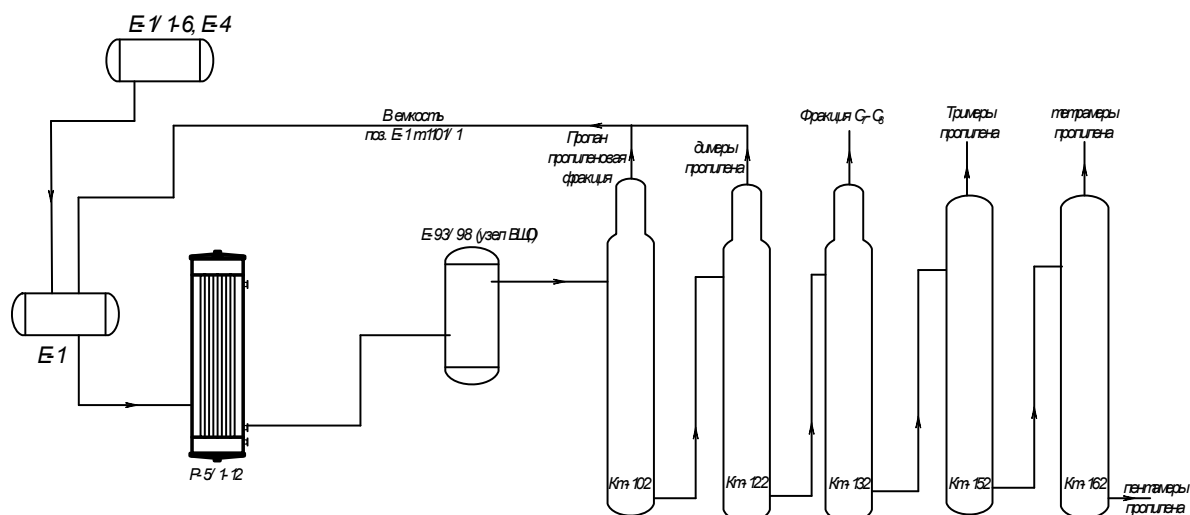 Е-1/1-6, Е-4
В емкость
поз. Е-1 т.1101/1
Пропан
пропиленовая
фракция
димеры
пропилена
Фракция С₇-С₈
Тримеры
пропилена
тетрамеры
пропилена
Е-93/98 (узел ВЩО)
Е-1
Р-5/1-12
Кт-102
Кт-122
Кт-132
Кт-152
Кт-162
пентамеры
пропилена